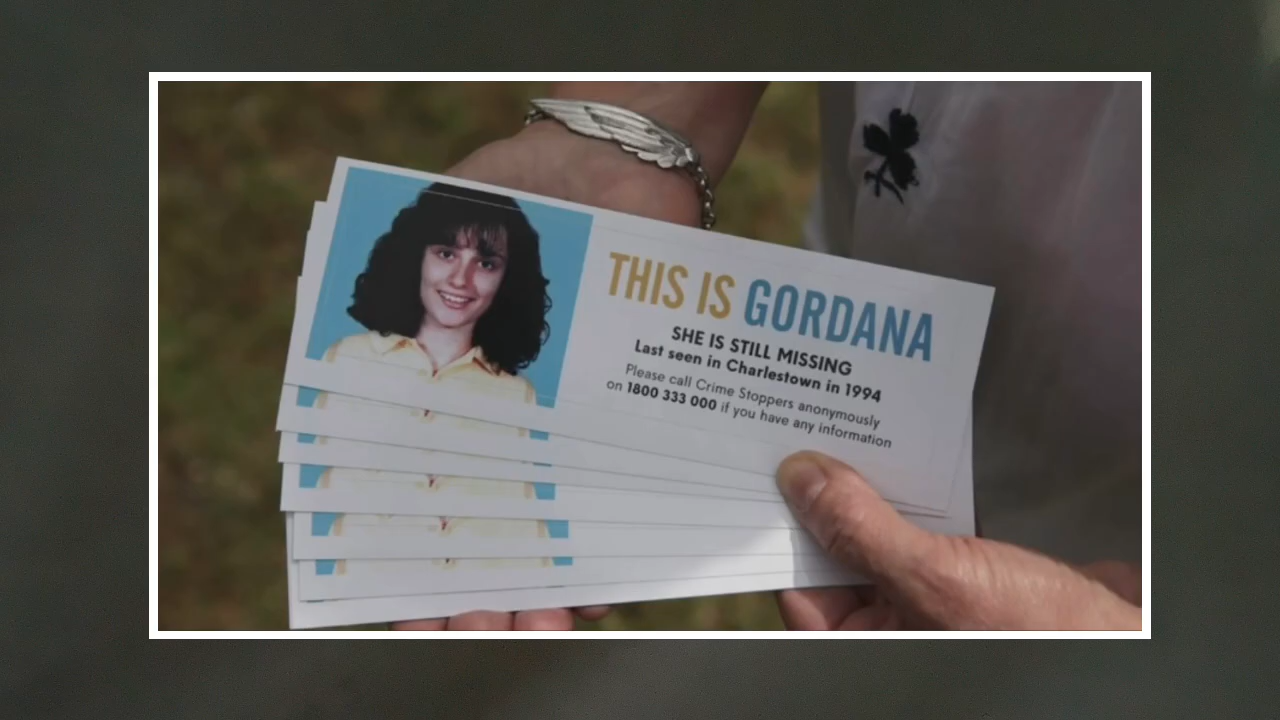 THIS IS GORDANA
SHE IS STILL MISSING
Last seen in Charlestown in 1994
Please call Crime Stoppers anonymously
on 1800 333 000 if you have any information